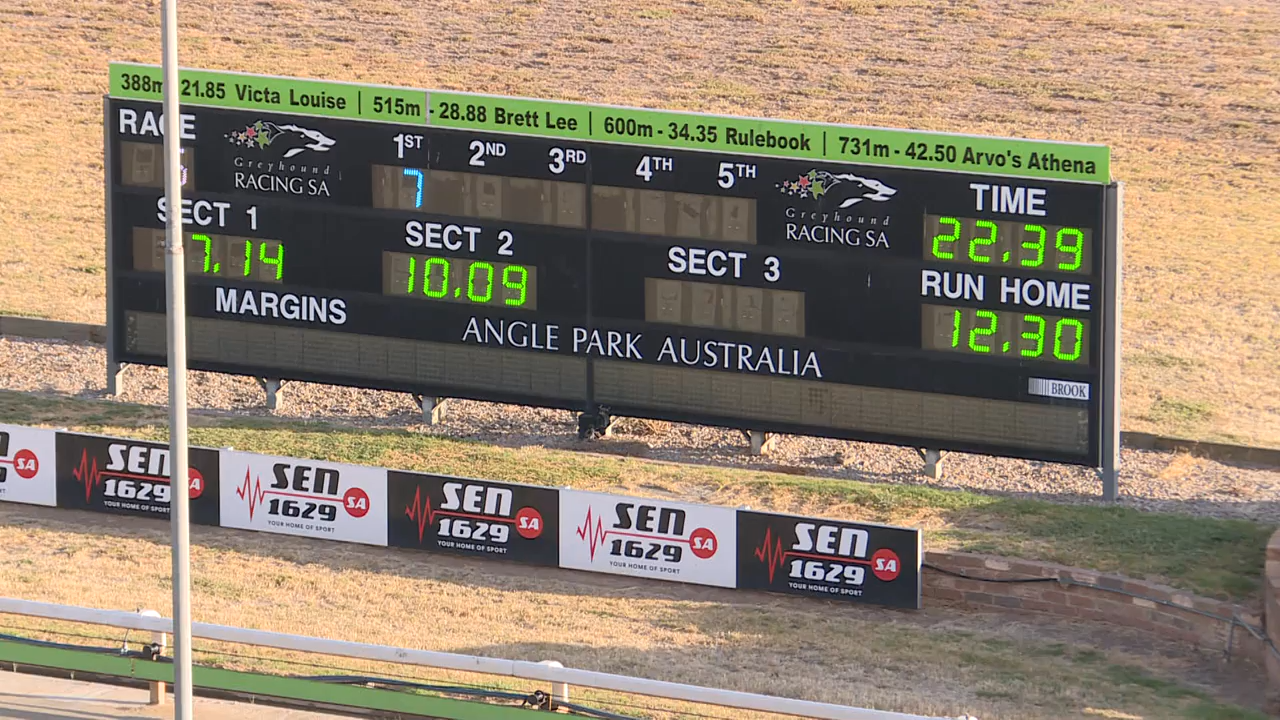 388m 21.85 Victa Louise | 515m - 28.88 Brett Lee | 600m - 34.35 Rulebook | 731m - 42.50 Arvo's Athena
RACE
Greyhound
RACING SA
1ST 2ND 3RD 4TH 5TH
7
Greyhound
RACING SA
TIME
22.39
SECT 1
7.14
SECT 2
10.09
SECT 3
RUN HOME
12.30
MARGINS
ANGLE PARK AUSTRALIA
BROOK
SA
SEN
1629
SA
YOUR HOME OF SPORT
SEN
1629
SA
YOUR HOME OF SPORT
SEN
1629
SA
YOUR HOME OF SPORT
SEN
1629
SA
YOUR HOME OF SPORT
SEN
1629
SA
YOUR HOME OF SPORT